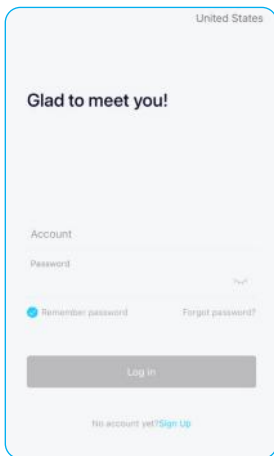 United States
Glad to meet you!
Account
Password
Remember password Forgot password?
Log in
No account yet?Sign Up